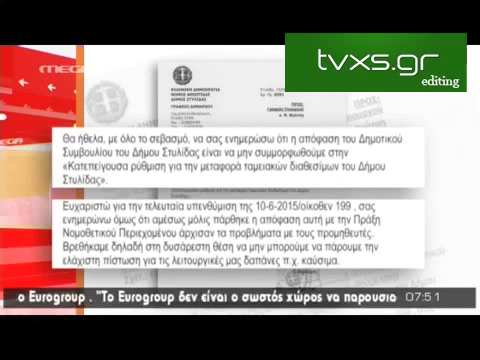 tvxs.gr
editing
MEGA
ΕΛΛΗΝΙΚΗ ΔΗΜΟΚΡΑΤΙΑ
ΝΟΜΟΣ ΦΘΙΩΤΙΔΑΣ
ΔΗΜΟΣ ΣΤΥΛΙΔΑΣ
ΓΡΑΦΕΙΟ ΔΗΜΑΡΧΟΥ
ΠΡΟΣ:
Θα ήθελα, με όλο το σεβασμό, να σας ενημερώσω ότι η απόφαση του Δημοτικού
Συμβουλίου του Δήμου Στυλίδας είναι να μην συμμορφωθούμε στην
«Κατεπείγουσα ρύθμιση για την μεταφορά ταμειακών διαθεσίμων του Δήμου
Στυλίδας».
Ευχαριστώ για την τελευταία υπενθύμιση της 10-6-2015/οίκοθεν 199 , σας
ενημερώνω όμως ότι αμέσως μόλις πάρθηκε η απόφαση αυτή με την Πράξη
Νομοθετικού Περιεχομένου άρχισαν τα προβλήματα με τους προμηθευτές.
Βρεθήκαμε δηλαδή στη δυσάρεστη θέση να μην μπορούμε να πάρουμε την
ελάχιστη πίστωση για τις λειτουργικές μας δαπάνες π.χ. καύσιμα.
ο Eurogroup . "Το Eurogroup δεν είναι ο σωστός χώρος να παρουσια
07:51